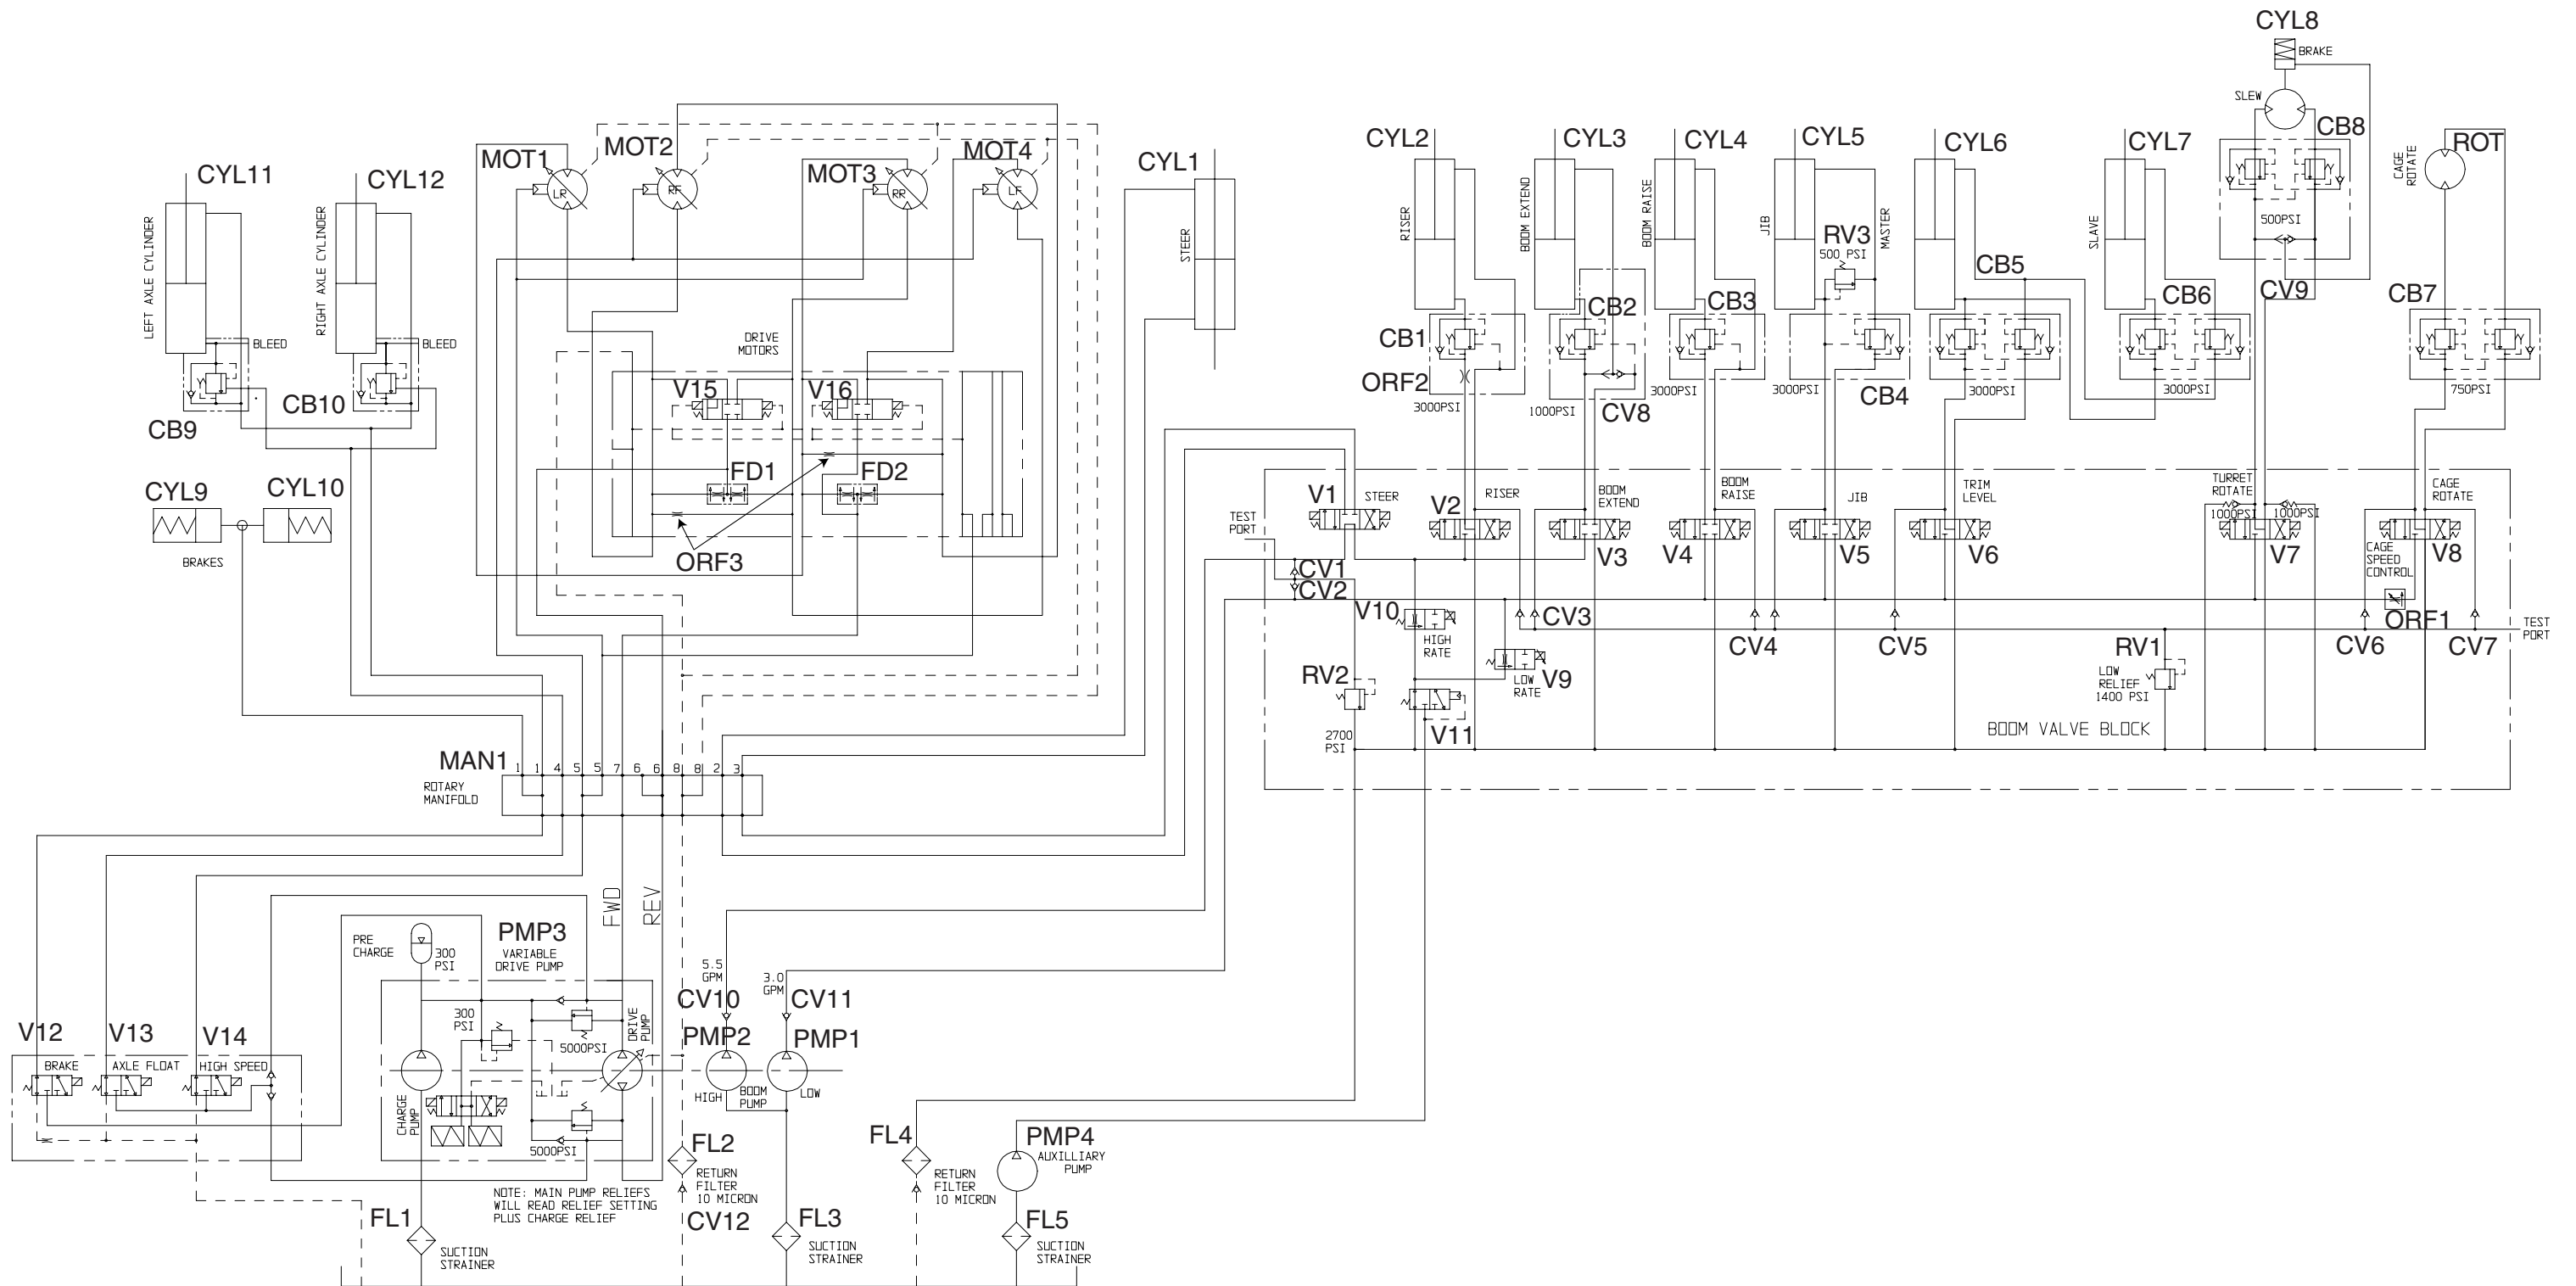 CYL8
BRAKE
SLEW
CB8
500PSI
CV9
CYL11
CYL12
LEFT AXLE CYLINDER
RIGHT AXLE CYLINDER
BLEED
BLEED
CB9
CB10
CYL9
CYL10
BRAKES
MOT1
MOT2
MOT3
MOT4
LR
RF
RR
LF
DRIVE
MOTORS
V15
V16
FD1
FD2
ORF3
CYL1
STEER
CYL2
CYL3
CYL4
CYL5
CYL6
CYL7
ROT
RISER
BOOM EXTEND
BOOM RAISE
JIB
RV3
500 PSI
MASTER
SLAVE
CAGE
ROTATE
CB1
CB2
CB3
CB4
CB5
CB6
CB7
ORF2
3000PSI
1000PSI
CV8
3000PSI
3000PSI
3000PSI
3000PSI
750PSI
TEST
PORT
V1
STEER
V2
RISER
BOOM
EXTEND
V3
BOOM
RAISE
V4
JIB
V5
TRIM
LEVEL
V6
TURRET
ROTATE
1000PSI
1000PSI
V7
CAGE
ROTATE
V8
CAGE
SPEED
CONTROL
ORF1
CV1
CV2
V10
HIGH
RATE
CV3
CV4
CV5
CV6
CV7
TEST
PORT
V9
LOW
RATE
RV2
2700
PSI
V11
RV1
LOW
RELIEF
1400 PSI
BOOM VALVE BLOCK
MAN1
ROTARY
MANIFOLD
1 1 4 5 5 7 6 6 8 8 2 3
FWD
REV
PRE
CHARGE
300
PSI
PMP3
VARIABLE
DRIVE PUMP
300
PSI
5000PSI
DRIVE
PUMP
CHARGE
PUMP
5000PSI
V12
V13
V14
BRAKE
AXLE FLOAT
HIGH SPEED
5.5
GPM
3.0
GPM
CV10
CV11
PMP2
PMP1
HIGH
BOOM
PUMP
LOW
NOTE: MAIN PUMP RELIEFS
WILL READ RELIEF SETTING
PLUS CHARGE RELIEF
FL1
SUCTION
STRAINER
FL2
RETURN
FILTER
10 MICRON
CV12
FL3
SUCTION
STRAINER
FL4
RETURN
FILTER
10 MICRON
PMP4
AUXILLIARY
PUMP
FL5
SUCTION
STRAINER